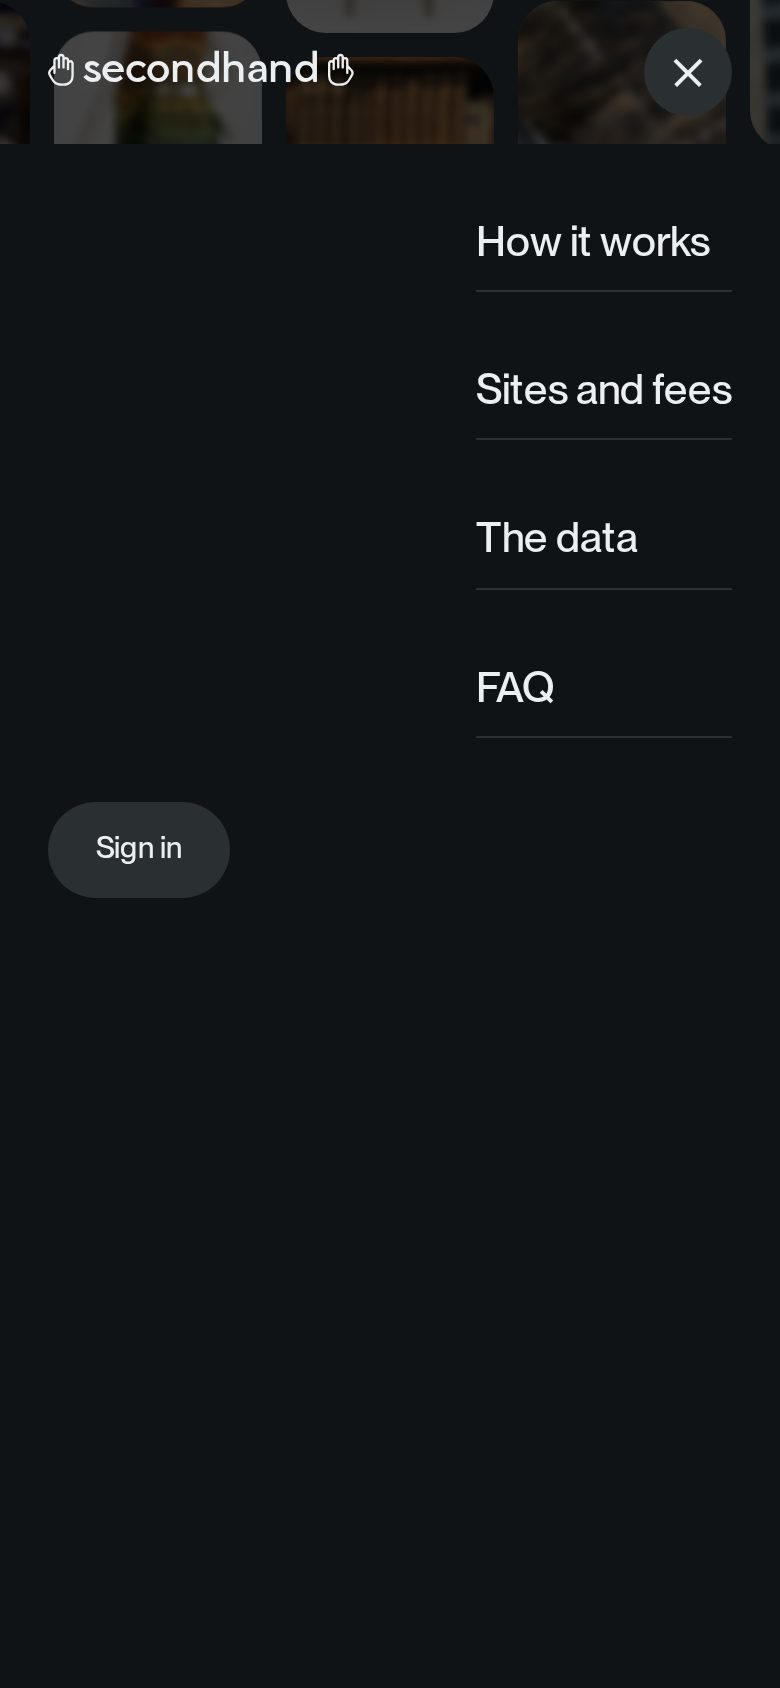 secondhand
How it works
Sites and fees
The data
FAQ
Sign in